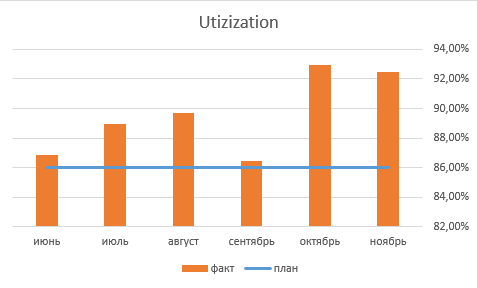 Utizization
94,00%
92,00%
90,00%
88,00%
86,00%
84,00%
82,00%
июнь июль август сентябрь октябрь ноябрь
факт план